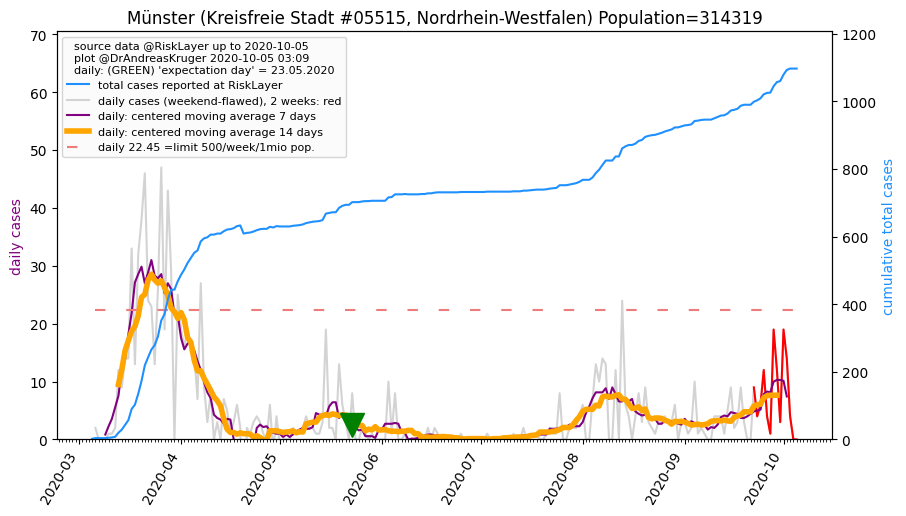 Münster (Kreisfreie Stadt #05515, Nordrhein-Westfalen) Population=314319
source data @RiskLayer up to 2020-10-05
plot @DrAndreasKruger 2020-10-05 03:09
daily: (GREEN) 'expectation day' = 23.05.2020
total cases reported at RiskLayer
daily cases (weekend-flawed), 2 weeks: red
daily: centered moving average 7 days
daily: centered moving average 14 days
daily 22.45 =limit 500/week/1mio pop.
daily cases
70
60
50
40
30
20
10
0
1200
1000
800
600
400
200
0
cumulative total cases
2020-03
2020-04
2020-05
2020-06
2020-07
2020-08
2020-09
2020-10